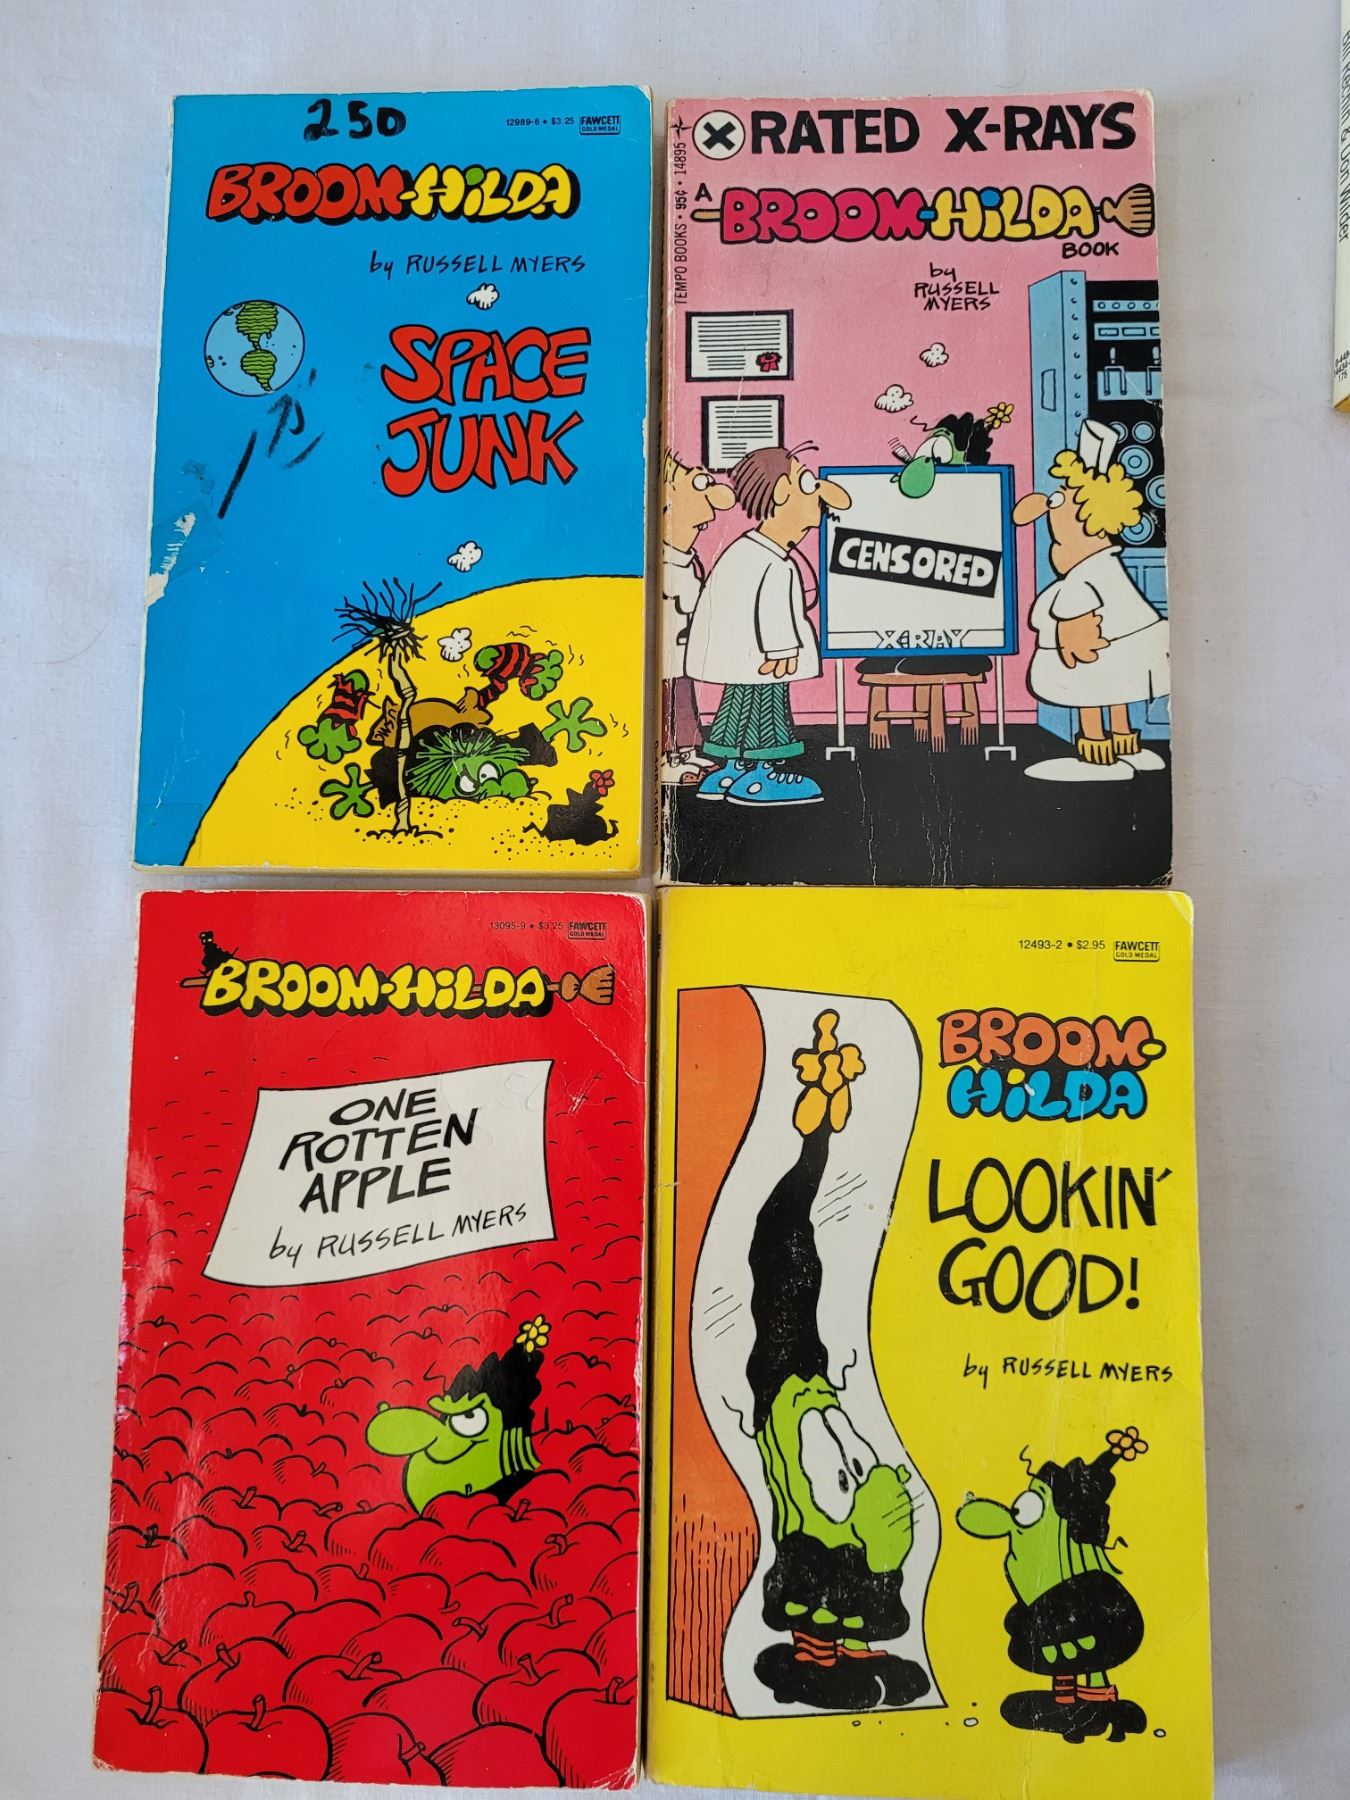 250
12989-6 • $3.25 FAWCETT
GOLD MEDAL
BROOM-HILDA
by RUSSELL MYERS
SPACE
JUNK
X RATED X-RAYS
TEMPO BOOKS • 95¢ • 14895
A
BROOM-HILDA
BOOK
by
RUSSELL
MYERS
CENSORED
X-RAY
13095-9 • $3.25 FAWCETT
GOLD MEDAL
BROOM-HILDA
ONE
ROTTEN
APPLE
by RUSSELL MYERS
12493-2 • $2.95 FAWCETT
GOLD MEDAL
BROOM-
HILDA
LOOKIN'
GOOD!
by RUSSELL MYERS